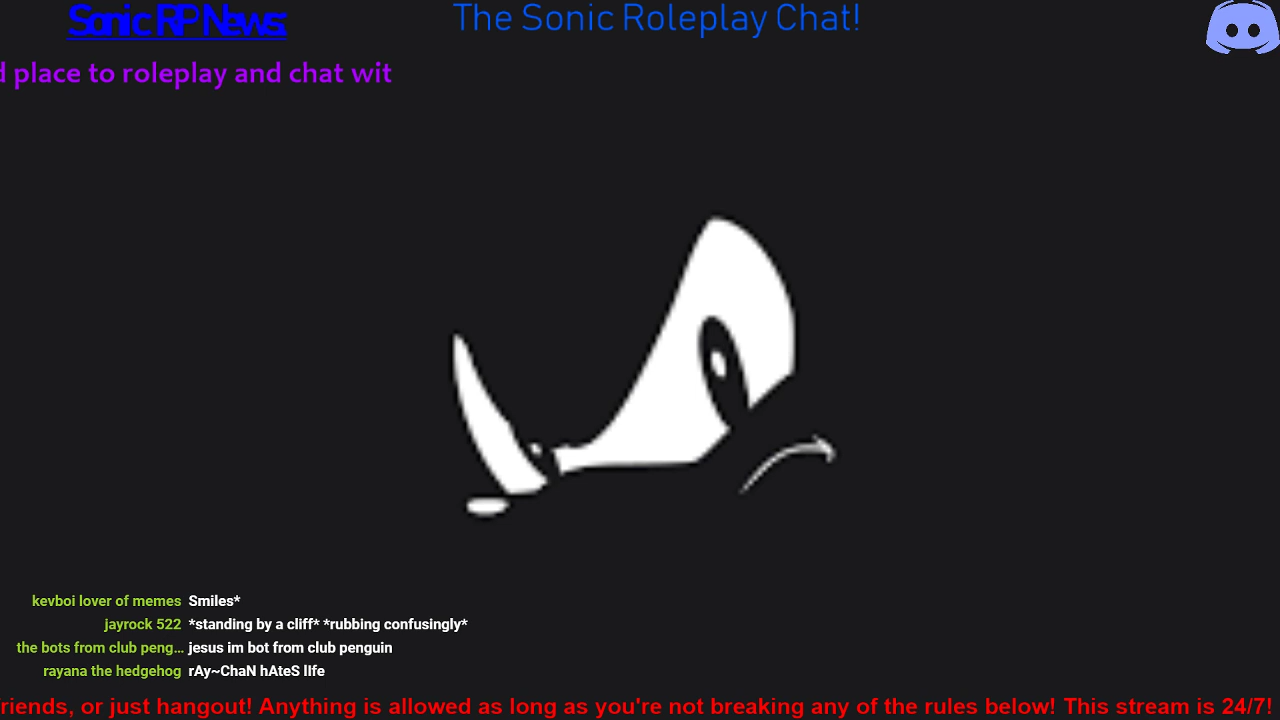 Sonic RP News:
The Sonic Roleplay Chat!
d place to roleplay and chat wit
kevboi lover of memes Smiles*
jayrock 522 *standing by a cliff* *rubbing confusingly*
the bots from club peng... jesus im bot from club penguin
rayana the hedgehog rAy~ChaN hAteS lIfe
riends, or just hangout! Anything is allowed as long as you're not breaking any of the rules below! This stream is 24/7!